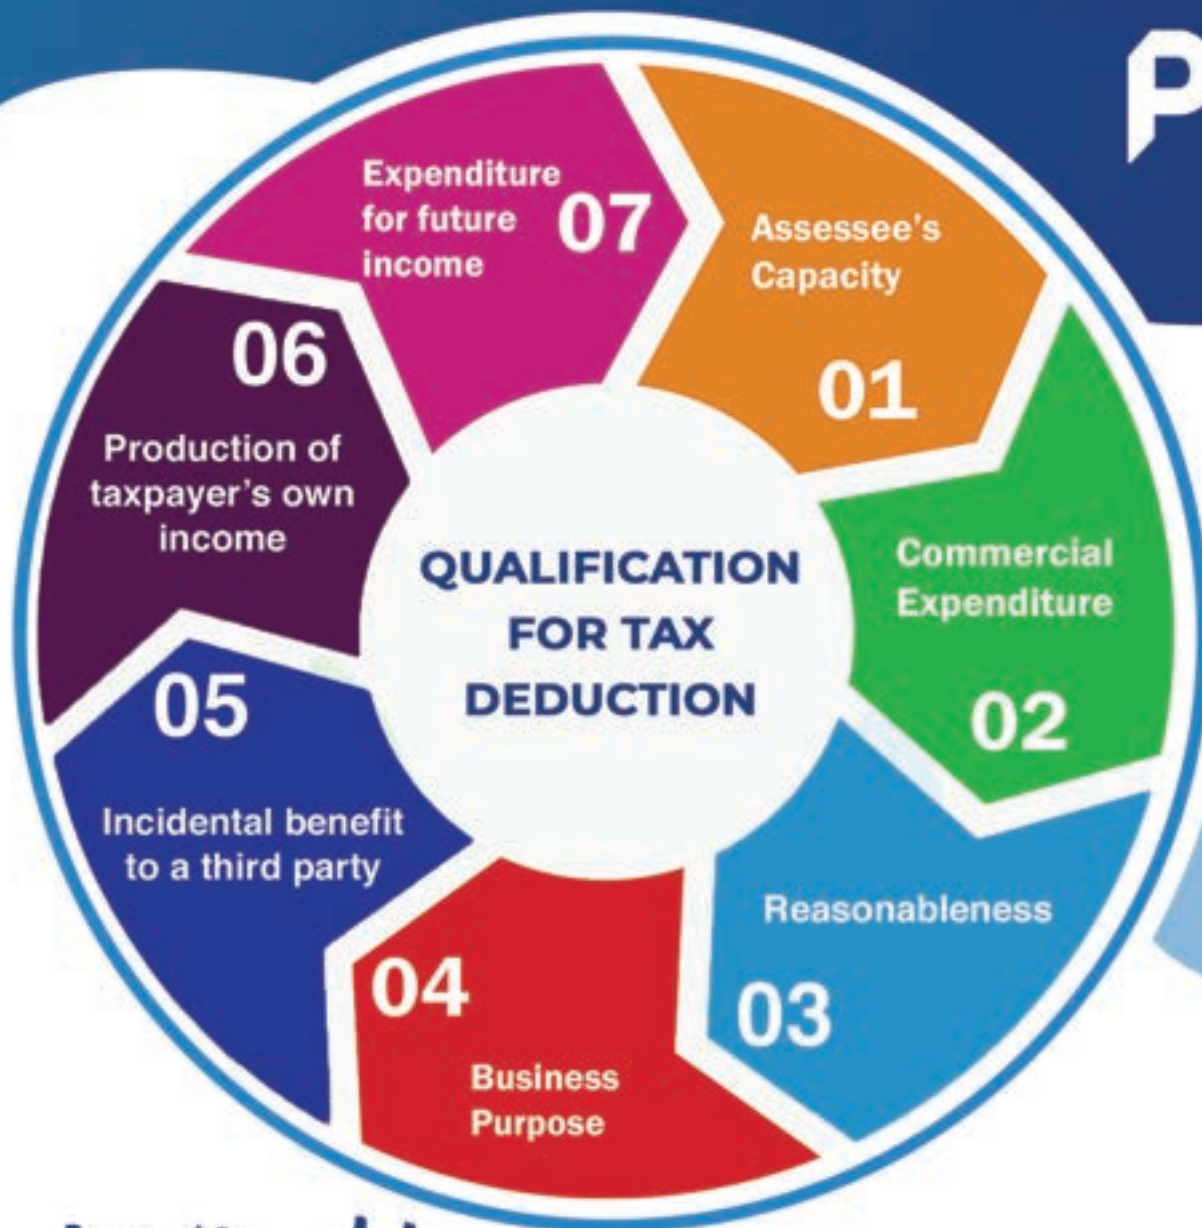 QUALIFICATION
FOR TAX
DEDUCTION
Assessee's
Capacity
01
Commercial
Expenditure
02
Reasonableness
03
04
Business
Purpose
05
Incidental benefit
to a third party
06
Production of
taxpayer's own
income
Expenditure
for future
income
07
P